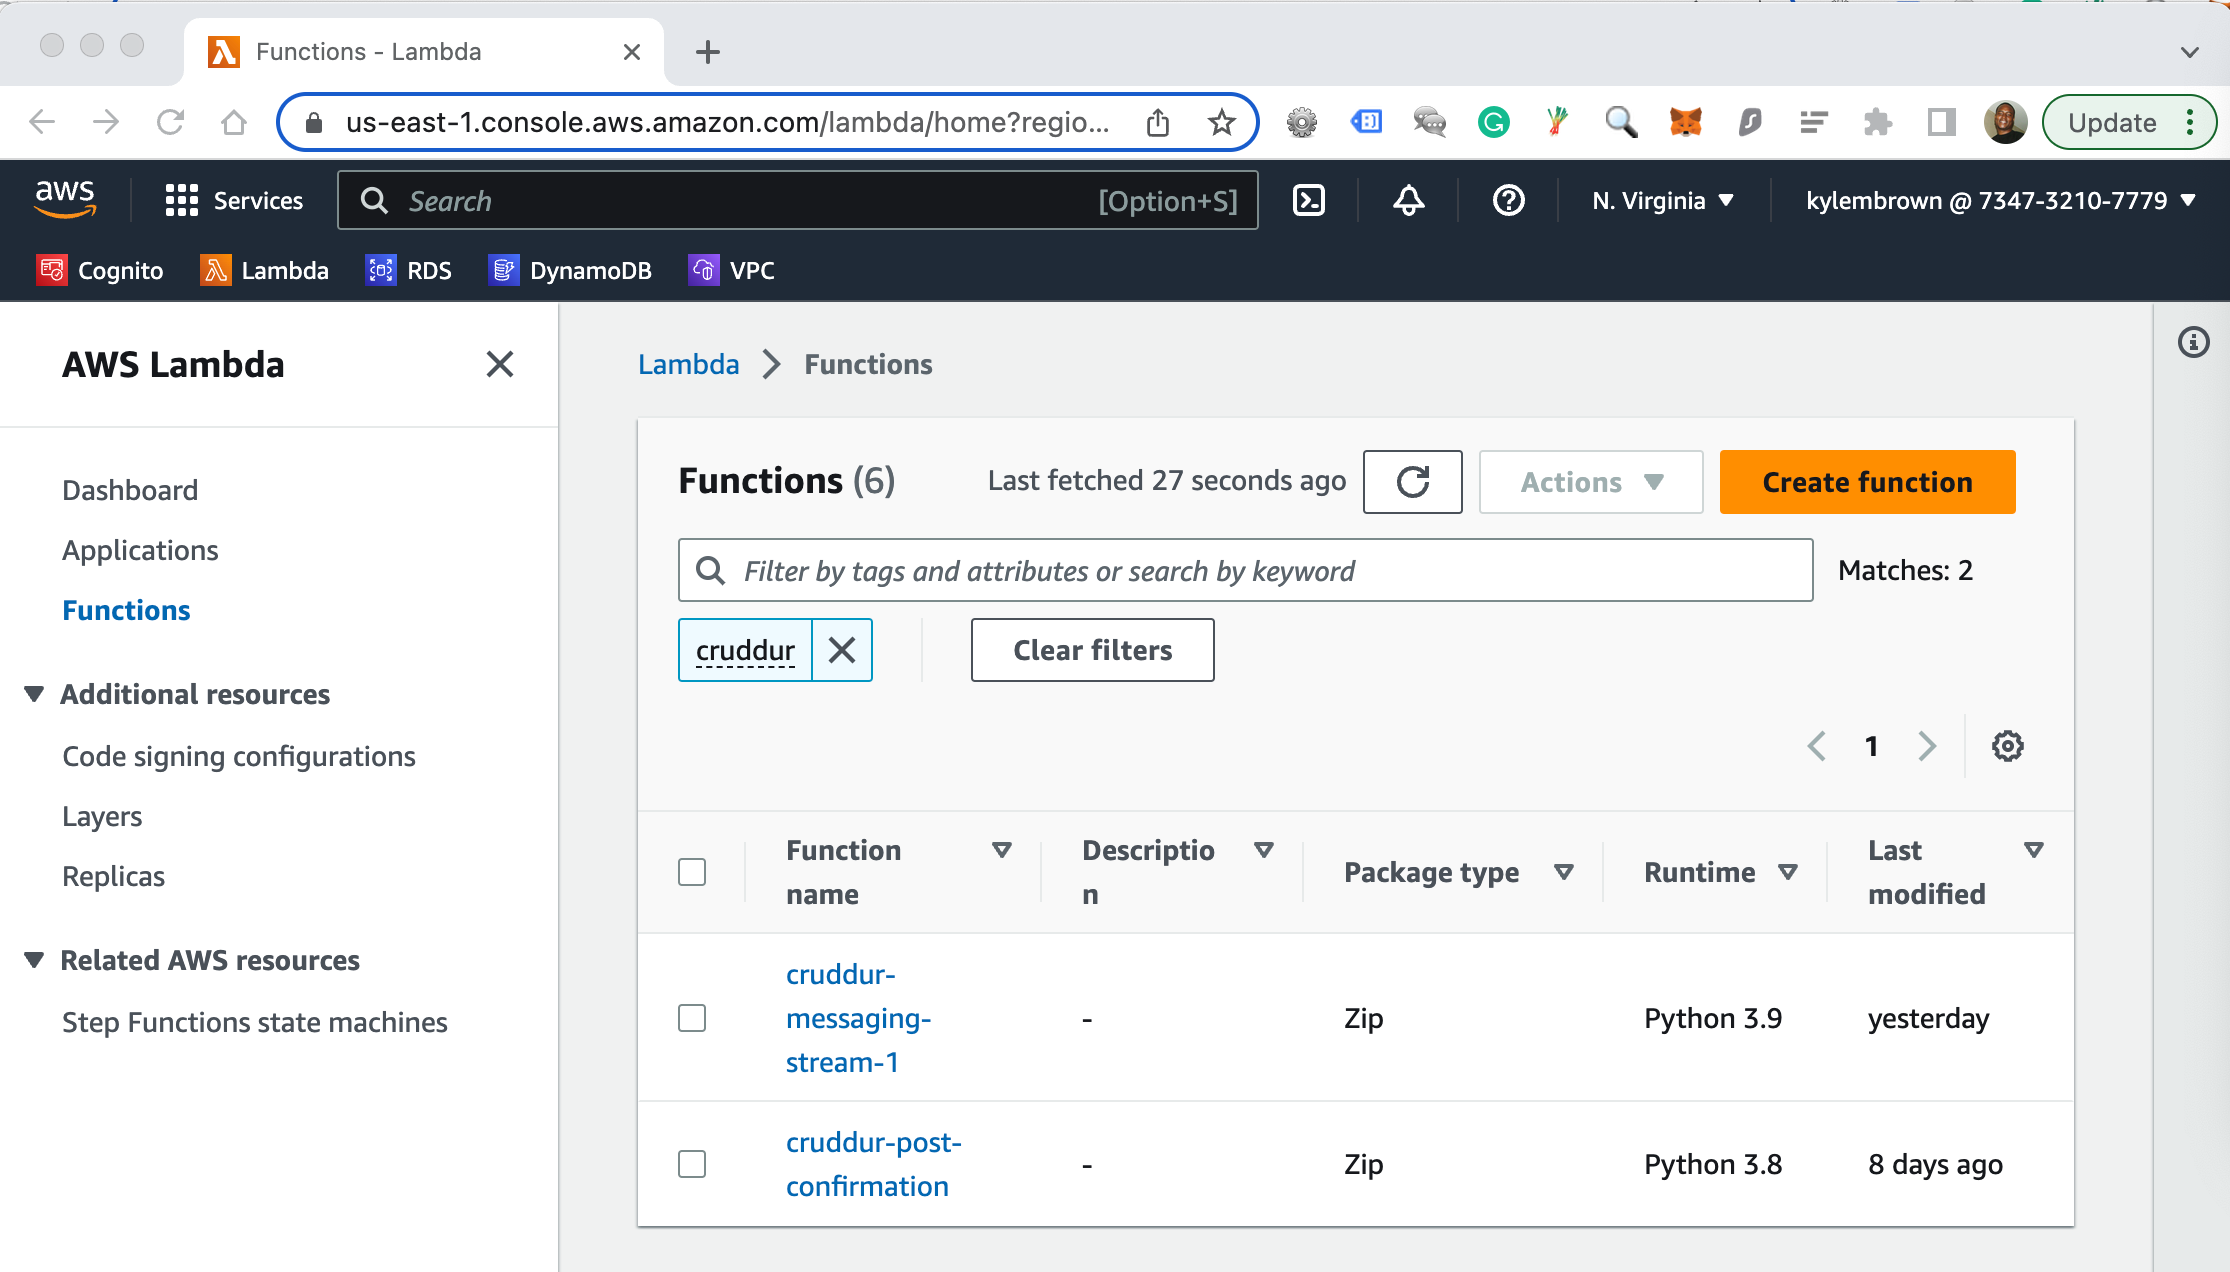 Functions - Lambda
us-east-1.console.aws.amazon.com/lambda/home?regio...
Update
aws
Services
Search
[Option+S]
N. Virginia
kylembrown @ 7347-3210-7779
Cognito
Lambda
RDS
DynamoDB
VPC
AWS Lambda
Dashboard
Applications
Functions
Additional resources
Code signing configurations
Layers
Replicas
Related AWS resources
Step Functions state machines
Lambda
Functions
Functions (6)
Last fetched 27 seconds ago
Actions
Create function
Filter by tags and attributes or search by keyword
Matches: 2
cruddur
Clear filters
1
Function
name
Descriptio
n
Package type
Runtime
Last
modified
cruddur-
messaging-
stream-1
-
Zip
Python 3.9
yesterday
cruddur-post-
confirmation
-
Zip
Python 3.8
8 days ago